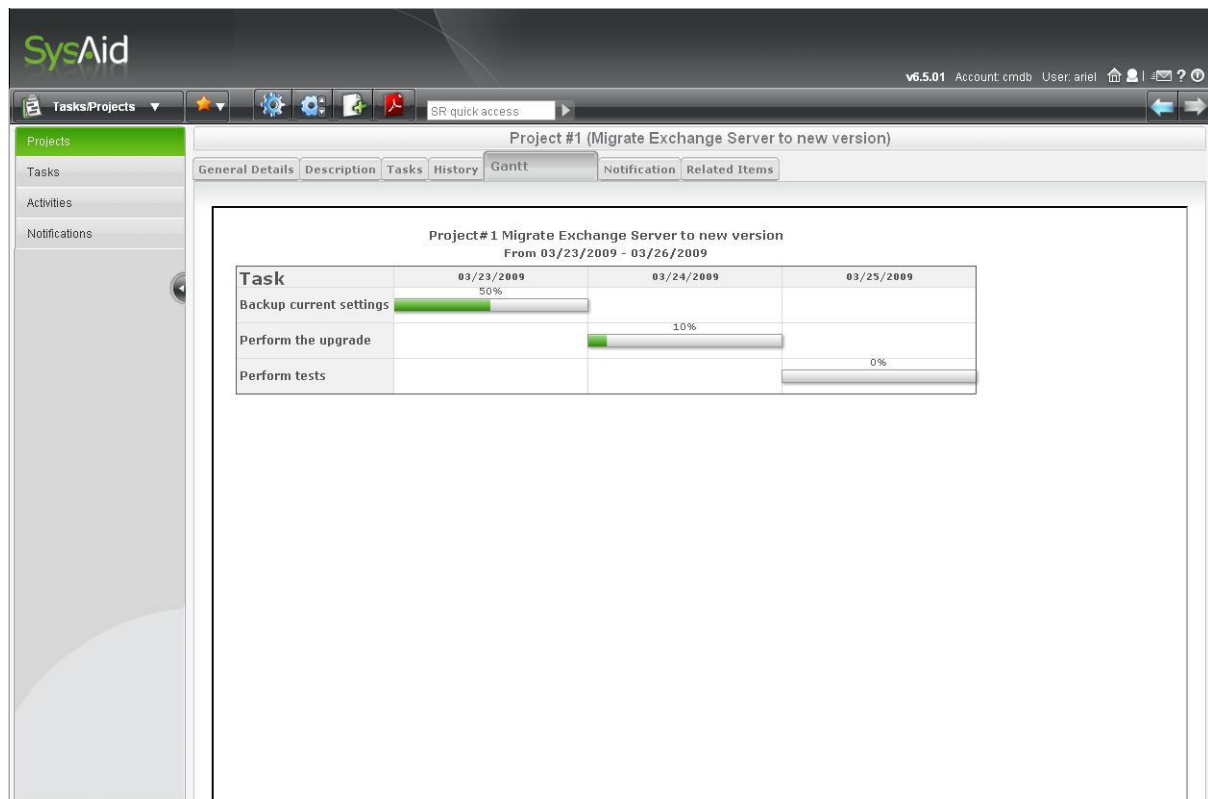 SysAid
v6.5.01 Account: cmdb User: ariel
Tasks/Projects
SR quick access
Projects
Tasks
Activities
Notifications
Project #1 (Migrate Exchange Server to new version)
General Details Description Tasks History Gantt Notification Related Items
Project#1 Migrate Exchange Server to new version
From 03/23/2009 - 03/26/2009
Task 03/23/2009 03/24/2009 03/25/2009
50%
Backup current settings
10%
Perform the upgrade
0%
Perform tests